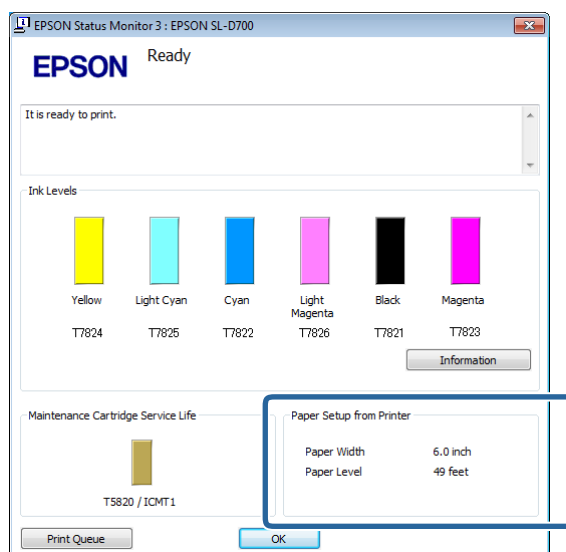 EPSON Status Monitor 3 : EPSON SL-D700
EPSON
Ready
It is ready to print.
Ink Levels
Yellow Light Cyan Cyan Light Magenta Black Magenta
T7824 T7825 T7822 T7826 T7821 T7823
Information
Maintenance Cartridge Service Life
T5820 / ICMT1
Paper Setup from Printer
Paper Width 6.0 inch
Paper Level 49 feet
Print Queue OK